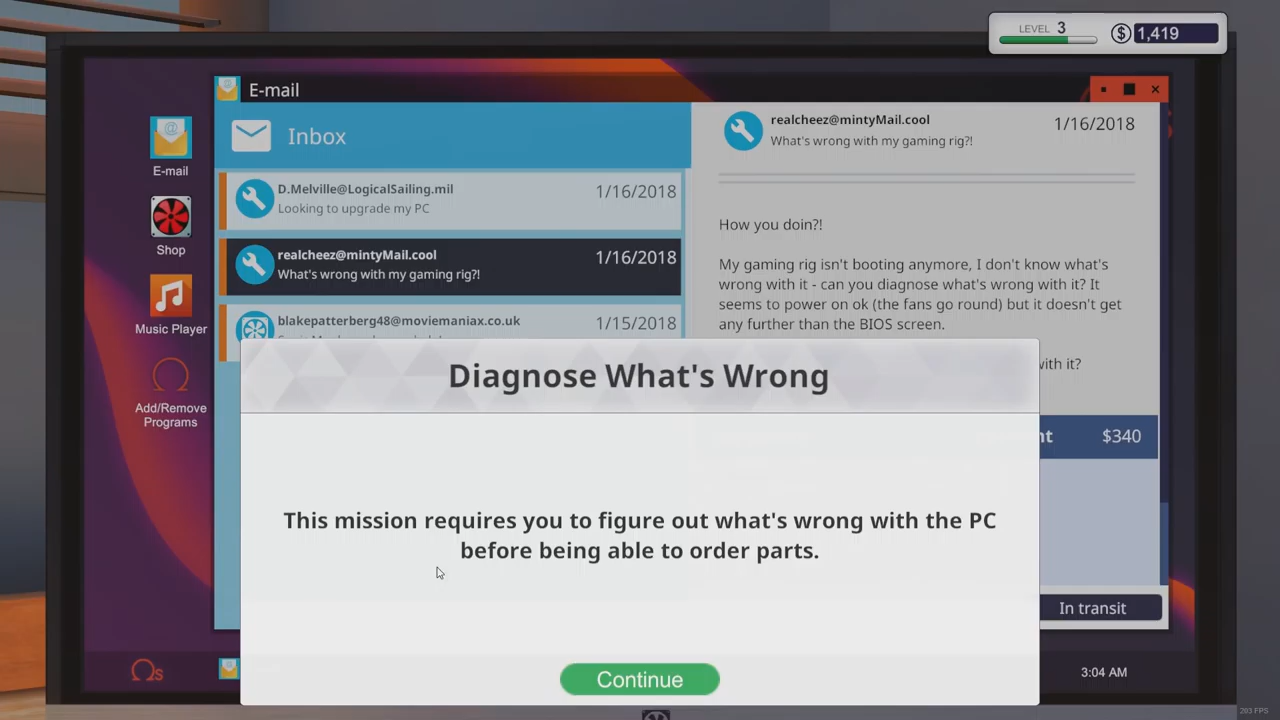 LEVEL 3
$ 1,419
E-mail
Inbox
D.Melville@LogicalSailing.mil
1/16/2018
Looking to upgrade my PC
realcheez@mintyMail.cool
1/16/2018
What's wrong with my gaming rig?!
blakepatterberg48@moviemaniax.co.uk
1/15/2018
realcheez@mintyMail.cool
1/16/2018
What's wrong with my gaming rig?!
How you doin?!
My gaming rig isn't booting anymore, I don't know what's
wrong with it - can you diagnose what's wrong with it? It
seems to power on ok (the fans go round) but it doesn't get
any further than the BIOS screen.
with it?
$340
In transit
E-mail
Shop
Music Player
Add/Remove
Programs
Diagnose What's Wrong
This mission requires you to figure out what's wrong with the PC
before being able to order parts.
Continue
Ωs
3:04 AM
203 FPS